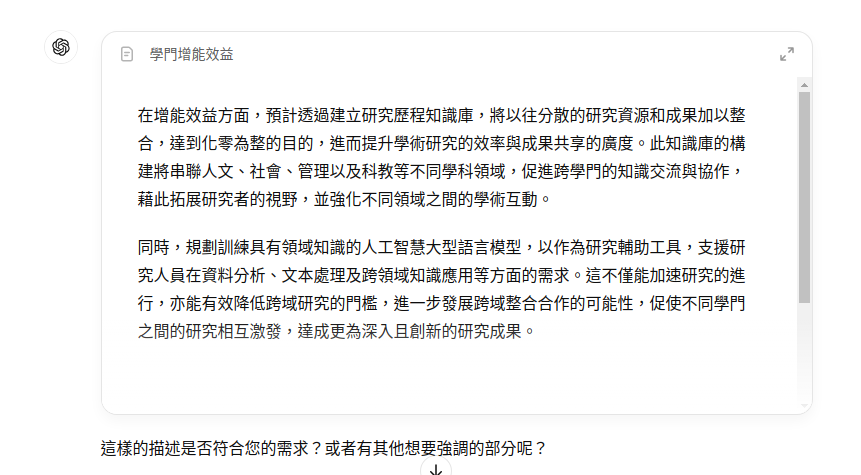 學門增能效益
在增能效益方面，預計透過建立研究歷程知識庫，將以往分散的研究資源和成果加以整
合，達到化零為整的目的，進而提升學術研究的效率與成果共享的廣度。此知識庫的構
建將串聯人文、社會、管理以及科教等不同學科領域，促進跨學門的知識交流與協作，
藉此拓展研究者的視野，並強化不同領域之間的學術互動。
同時，規劃訓練具有領域知識的人工智慧大型語言模型，以作為研究輔助工具，支援研
究人員在資料分析、文本處理及跨領域知識應用等方面的需求。這不僅能加速研究的進
行，亦能有效降低跨域研究的門檻，進一步發展跨域整合合作的可能性，促使不同學門
之間的研究相互激發，達成更為深入且創新的研究成果。
這樣的描述是否符合您的需求？或者有其他想要強調的部分呢？